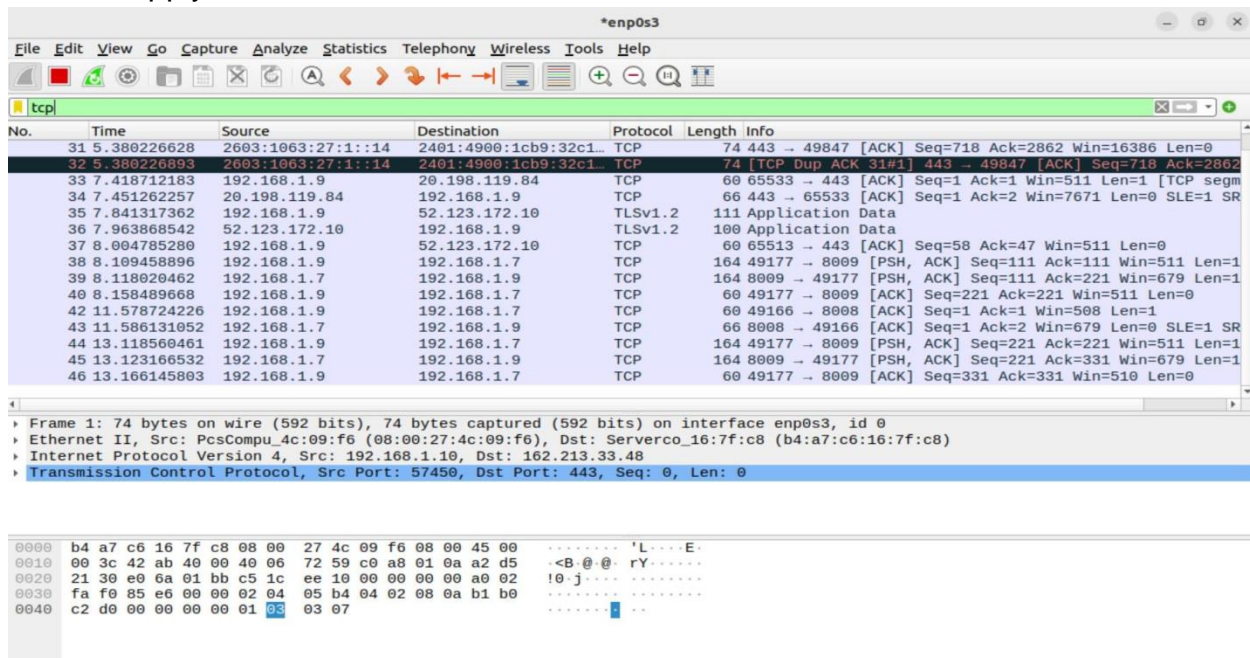 *enp0s3
File Edit View Go Capture Analyze Statistics Telephony Wireless Tools Help
tcp
No. Time Source Destination Protocol Length Info
31 5.380226628 2603:1063:27:1::14 2401:4900:1cb9:32c1… TCP 74 443 → 49847 [ACK] Seq=718 Ack=2862 Win=16386 Len=0
32 5.380226893 2603:1063:27:1::14 2401:4900:1cb9:32c1… TCP 74 [TCP Dup ACK 31#1] 443 → 49847 [ACK] Seq=718 Ack=2862
33 7.418712183 192.168.1.9 20.198.119.84 TCP 60 65533 → 443 [ACK] Seq=1 Ack=1 Win=511 Len=1 [TCP segm
34 7.451262257 20.198.119.84 192.168.1.9 TCP 66 443 → 65533 [ACK] Seq=1 Ack=2 Win=7671 Len=0 SLE=1 SR
35 7.841317362 192.168.1.9 52.123.172.10 TLSv1.2 111 Application Data
36 7.963868542 52.123.172.10 192.168.1.9 TLSv1.2 100 Application Data
37 8.004785280 192.168.1.9 52.123.172.10 TCP 60 65513 → 443 [ACK] Seq=58 Ack=47 Win=511 Len=0
38 8.109458896 192.168.1.9 192.168.1.7 TCP 164 49177 → 8009 [PSH, ACK] Seq=111 Ack=111 Win=511 Len=1
39 8.118020462 192.168.1.7 192.168.1.9 TCP 164 8009 → 49177 [PSH, ACK] Seq=111 Ack=221 Win=679 Len=1
40 8.158489668 192.168.1.9 192.168.1.7 TCP 60 49177 → 8009 [ACK] Seq=221 Ack=221 Win=511 Len=0
42 11.578724226 192.168.1.9 192.168.1.7 TCP 60 49166 → 8008 [ACK] Seq=1 Ack=1 Win=508 Len=1
43 11.586131052 192.168.1.7 192.168.1.9 TCP 66 8008 → 49166 [ACK] Seq=1 Ack=2 Win=679 Len=0 SLE=1 SR
44 13.118560461 192.168.1.9 192.168.1.7 TCP 164 49177 → 8009 [PSH, ACK] Seq=221 Ack=221 Win=511 Len=1
45 13.123166532 192.168.1.7 192.168.1.9 TCP 164 8009 → 49177 [PSH, ACK] Seq=221 Ack=331 Win=679 Len=1
46 13.166145803 192.168.1.9 192.168.1.7 TCP 60 49177 → 8009 [ACK] Seq=331 Ack=331 Win=510 Len=0
Frame 1: 74 bytes on wire (592 bits), 74 bytes captured (592 bits) on interface enp0s3, id 0
Ethernet II, Src: PcsCompu_4c:09:f6 (08:00:27:4c:09:f6), Dst: Serverco_16:7f:c8 (b4:a7:c6:16:7f:c8)
Internet Protocol Version 4, Src: 192.168.1.10, Dst: 162.213.33.48
Transmission Control Protocol, Src Port: 57450, Dst Port: 443, Seq: 0, Len: 0
0000 b4 a7 c6 16 7f c8 08 00 27 4c 09 f6 08 00 45 00 ········ 'L····E·
0010 00 3c 42 ab 40 00 40 06 72 59 c0 a8 01 0a a2 d5 ·<B·@·@· rY······
0020 21 30 e0 6a 01 bb c5 1c ee 10 00 00 00 00 a0 02 !0·j···· ········
0030 fa f0 85 e6 00 00 02 04 05 b4 04 02 08 0a b1 b0 ········ ········
0040 c2 d0 00 00 00 00 01 03 03 07 ········ ··